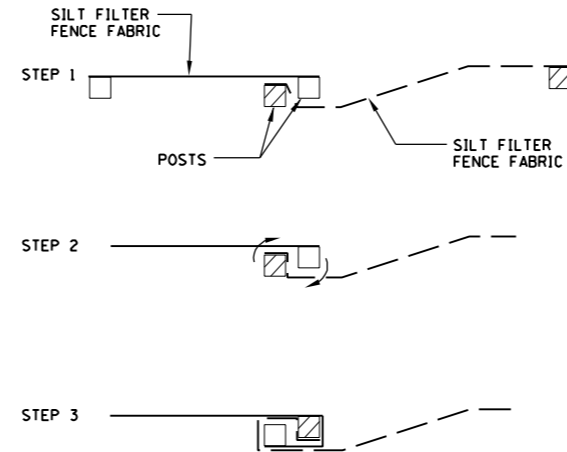 SILT FILTER
FENCE FABRIC
STEP 1
POSTS
SILT FILTER
FENCE FABRIC
STEP 2
STEP 3